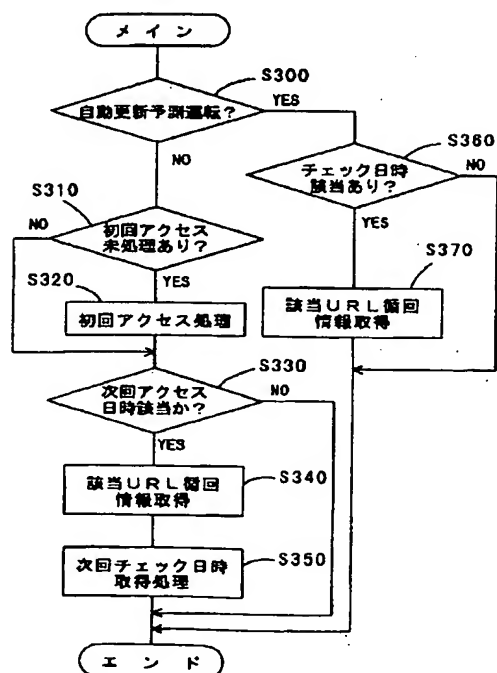 メイン
S300
自動更新予測運転?
YES
NO
S360
チェック日時
該当あり?
NO
YES
S310
初回アクセス
未処理あり?
NO
YES
S320
初回アクセス処理
S370
該当URL循回
情報取得
S330
次回アクセス
日時該当か?
NO
YES
S340
該当URL循回
情報取得
S350
次回チェック日時
取得処理
エンド